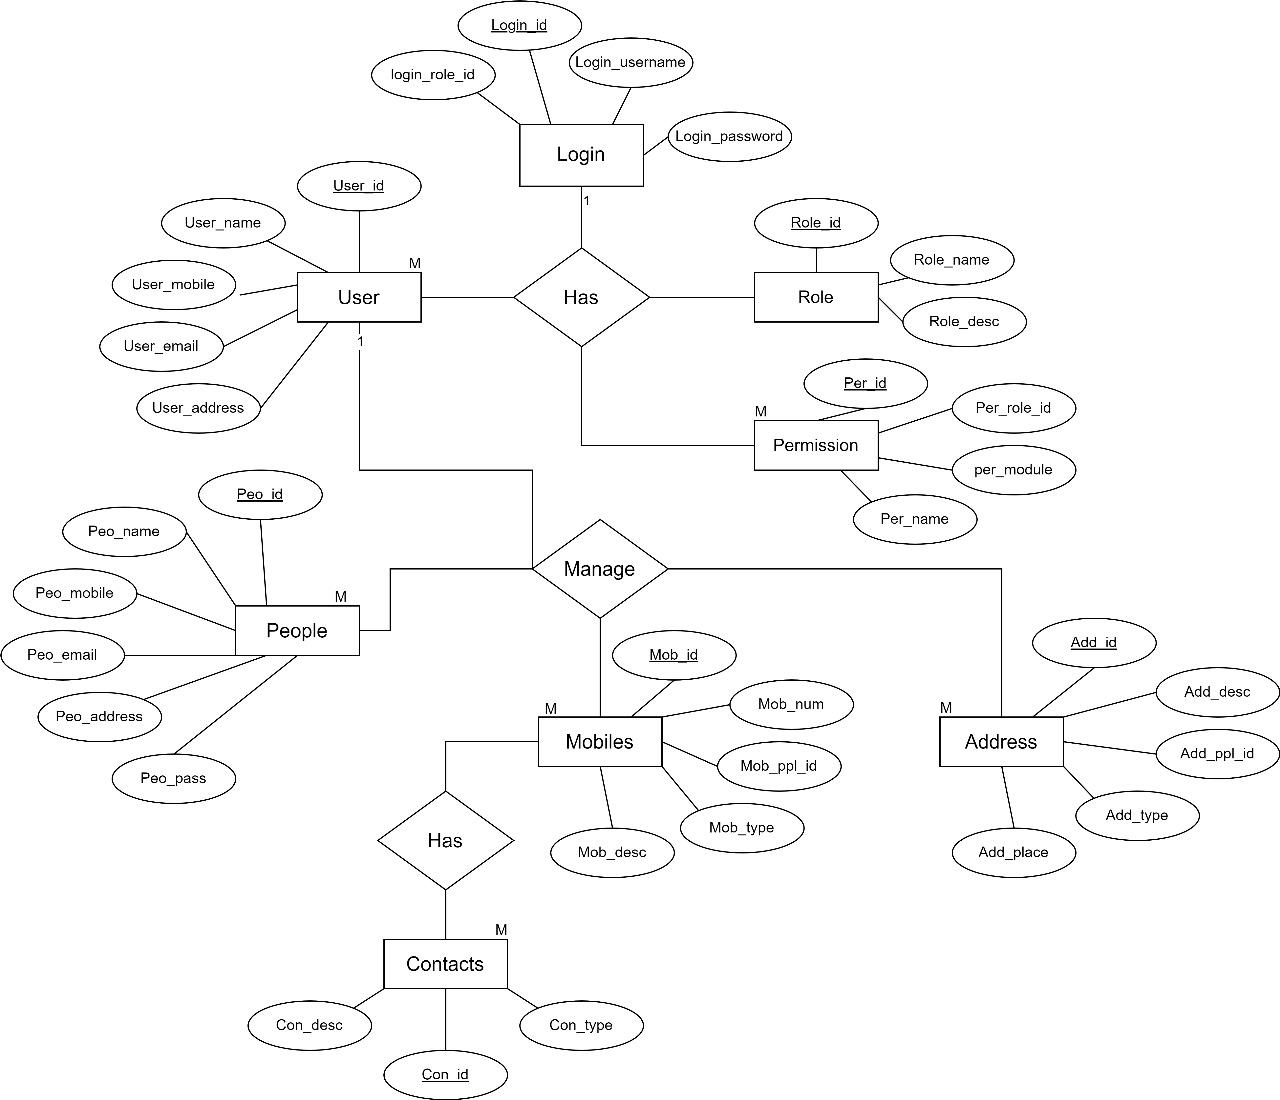 Login_id
Login_username
login_role_id
Login_password
Login
1
User_id
User_name
User_mobile
User_email
User_address
M
User
1
Has
Role_id
Role_name
Role_desc
Role
Per_id
Per_role_id
per_module
Per_name
M
Permission
Peo_id
Peo_name
Peo_mobile
Peo_email
Peo_address
Peo_pass
M
People
Manage
Mob_id
Mob_num
Mob_ppl_id
Mob_type
Mob_desc
M
Mobiles
Add_id
Add_desc
Add_ppl_id
Add_type
Add_place
M
Address
Has
M
Contacts
Con_desc
Con_type
Con_id